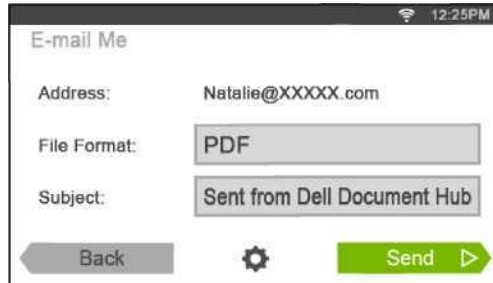 12:25PM
E-mail Me
Address: Natalie@XXXXX.com
File Format: PDF
Subject: Sent from Dell Document Hub
Back Send